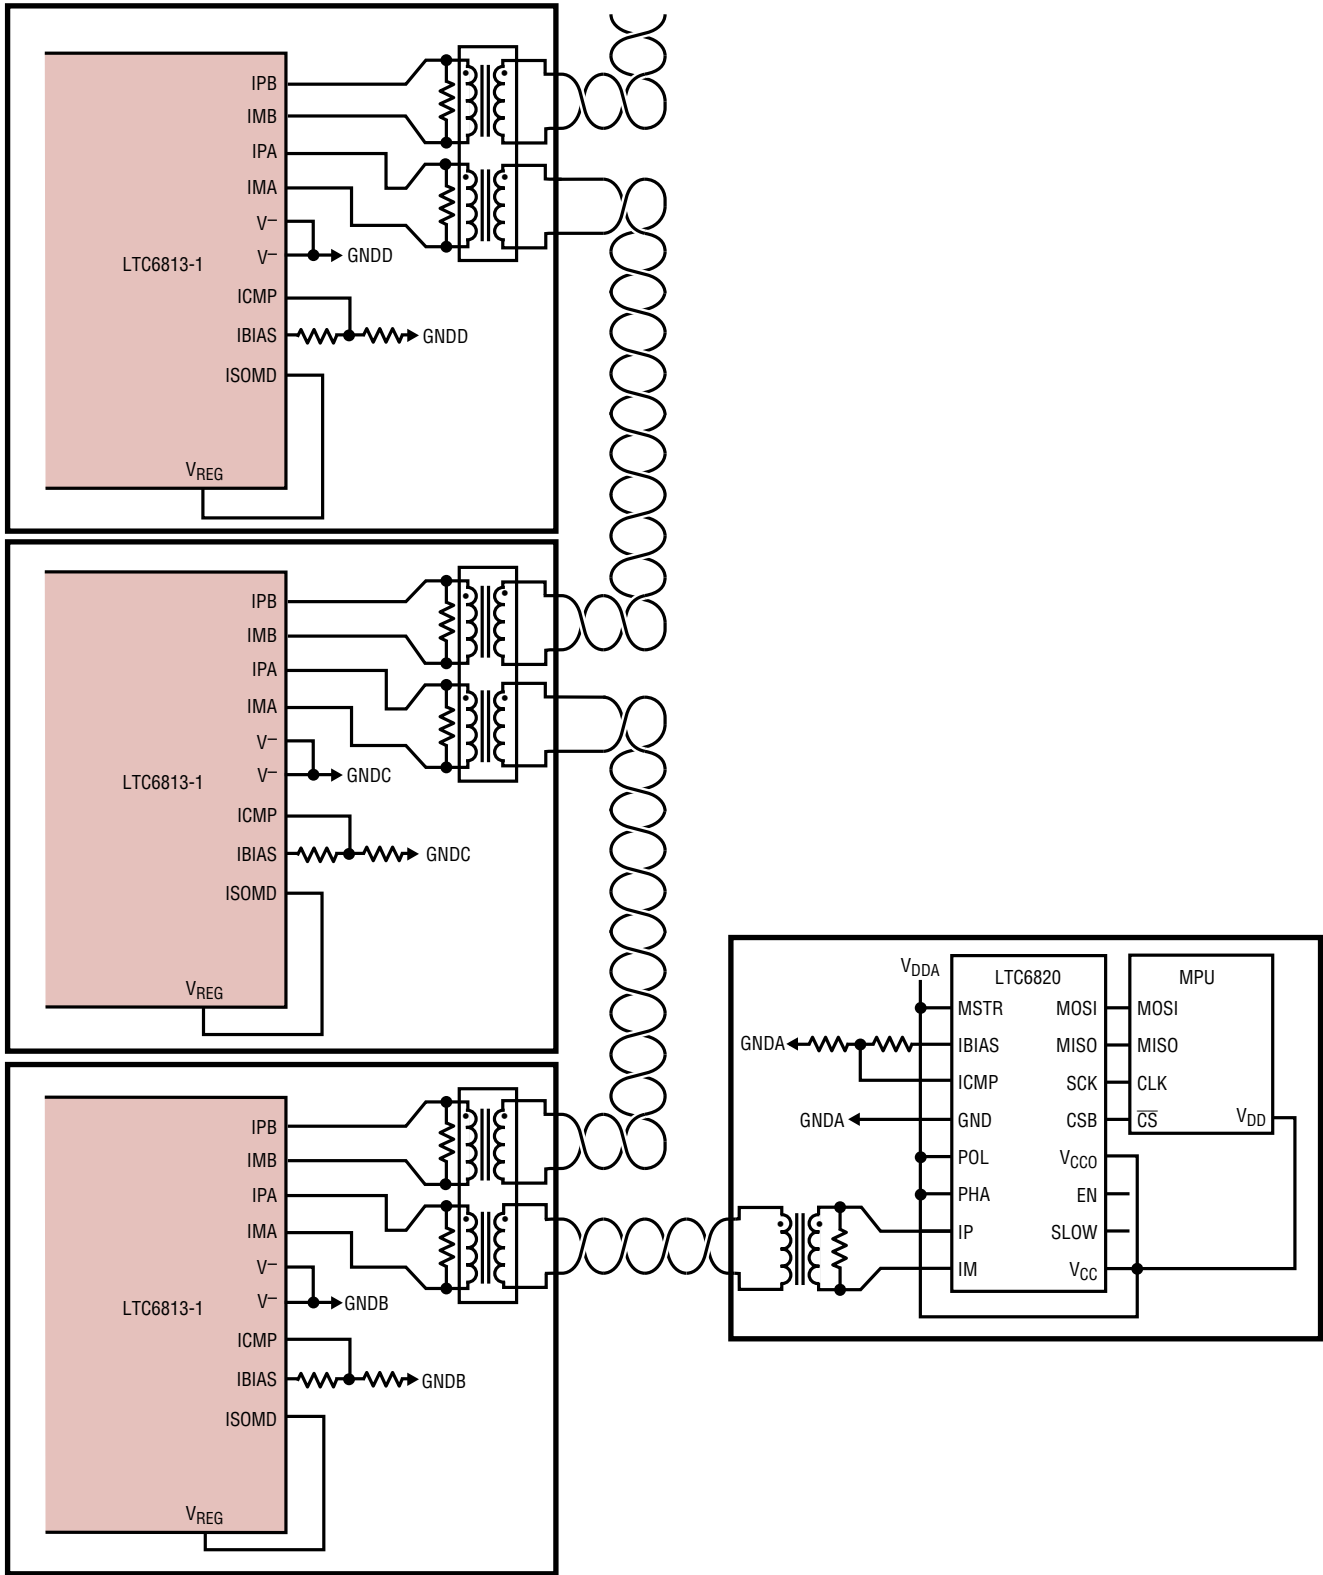 IPB
IMB
IPA
IMA
V–
V–
GNDD
LTC6813-1
ICMP
IBIAS
GNDD
ISOMD
VREG
IPB
IMB
IPA
IMA
V–
V–
GNDC
LTC6813-1
ICMP
IBIAS
GNDC
ISOMD
VREG
IPB
IMB
IPA
IMA
V–
V–
GNDB
LTC6813-1
ICMP
IBIAS
GNDB
ISOMD
VREG
VDDA
LTC6820
MPU
MSTR
MOSI
MOSI
GNDA
IBIAS
MISO
MISO
ICMP
SCK
CLK
GNDA
GND
CSB
CS
VDD
POL
VCCO
PHA
EN
IP
SLOW
IM
VCC